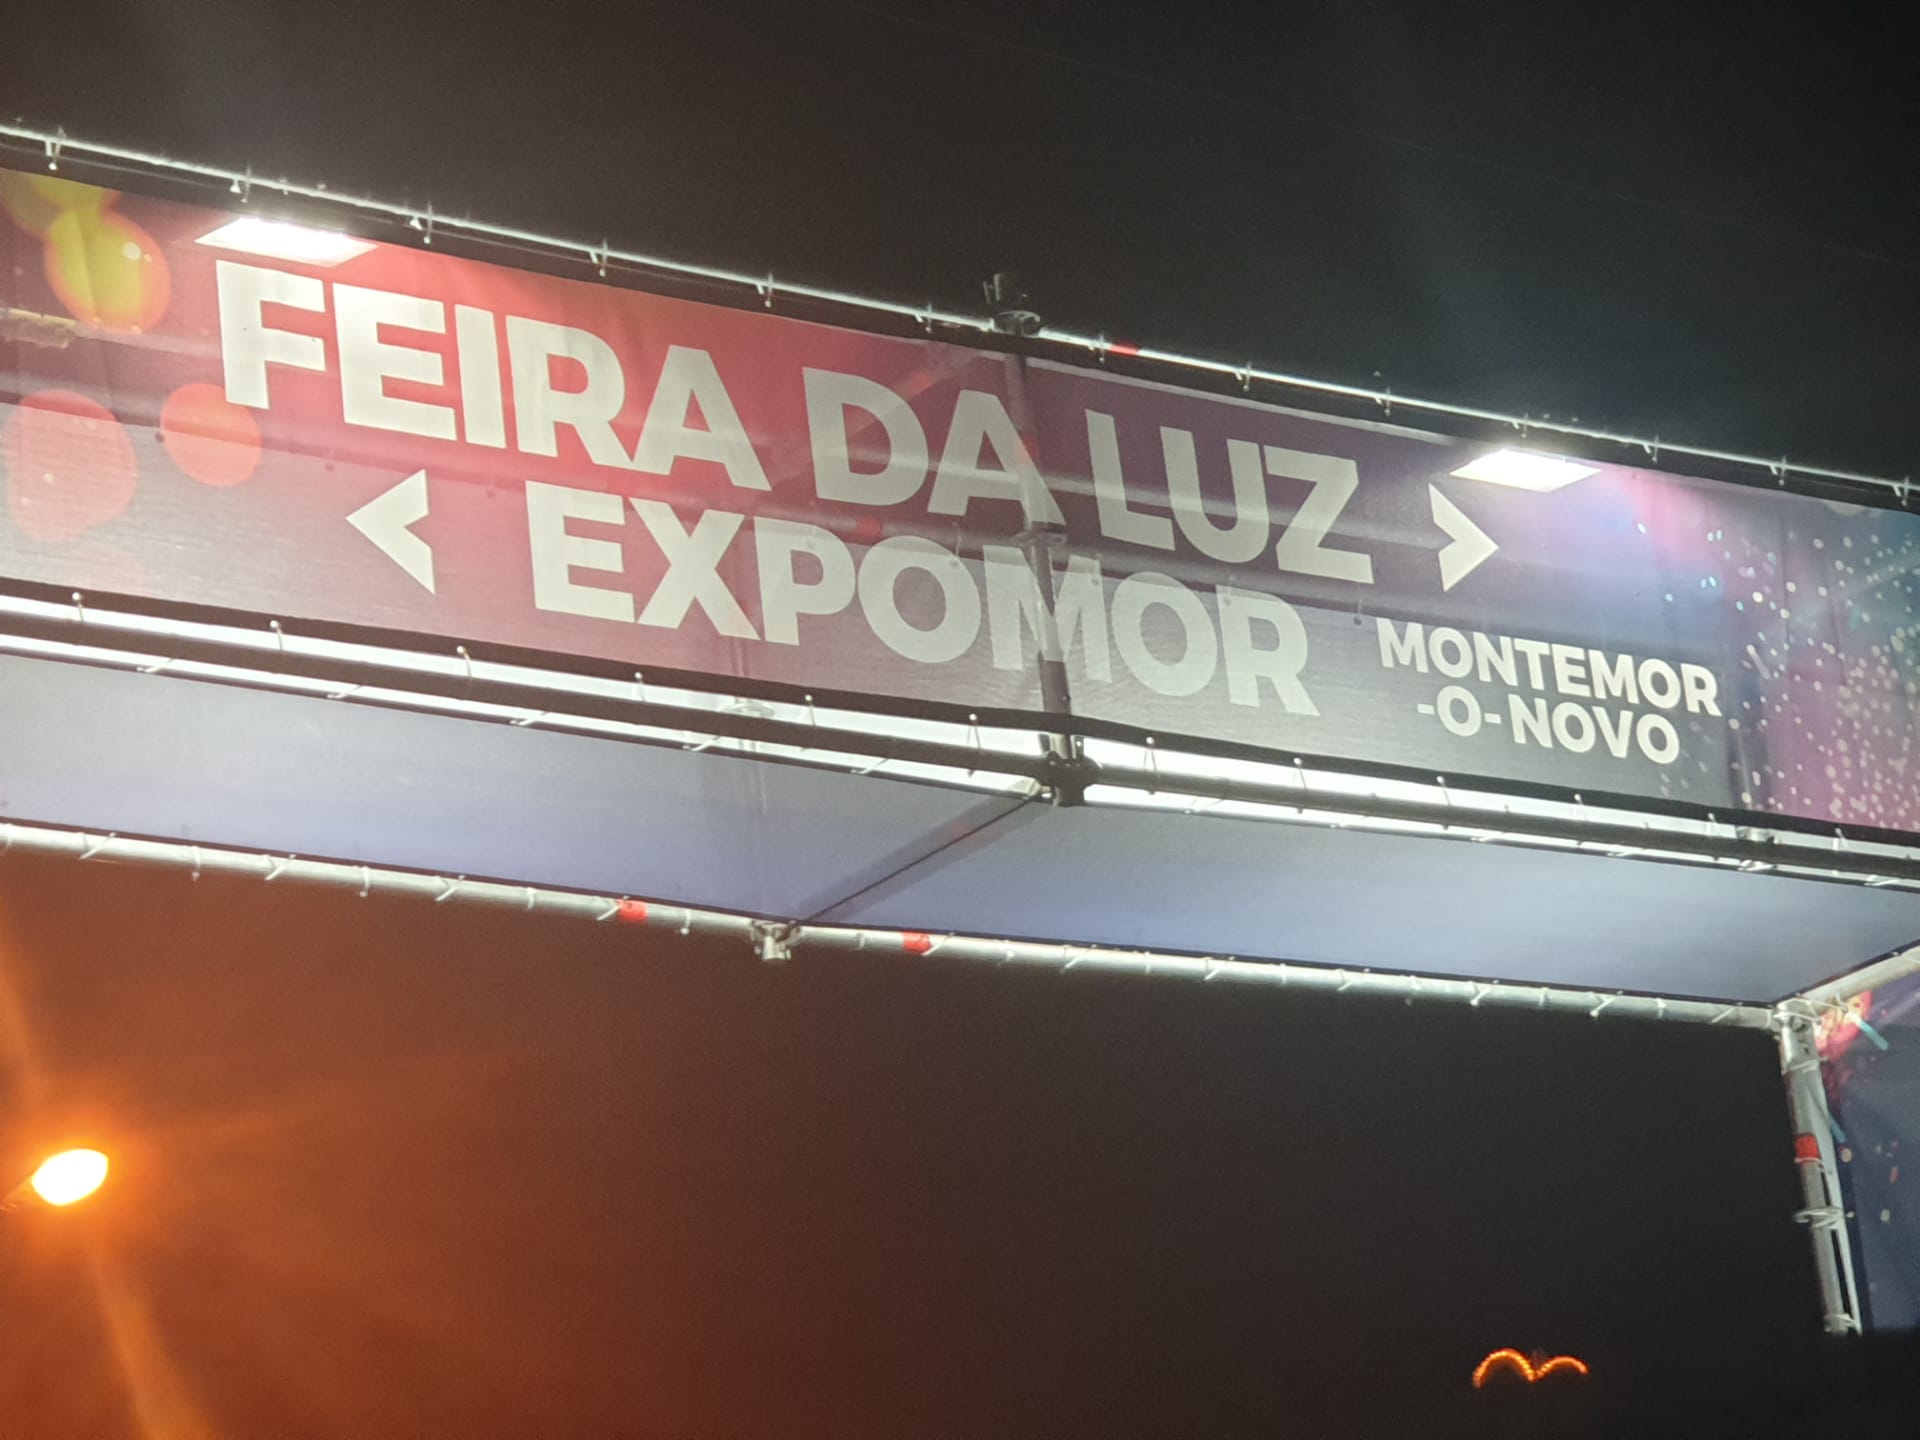 FEIRA DA LUZ >
< EXPOMOR
MONTEMOR
-O-NOVO